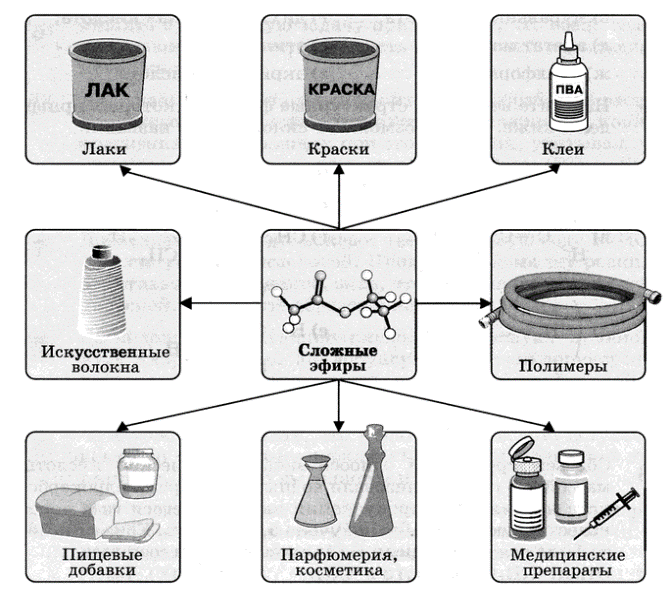 ЛАК
Лаки
КРАСКА
Краски
ПВА
Клеи
Искусственные
волокна
Сложные
эфиры
Полимеры
Пищевые
добавки
Парфюмерия,
косметика
Медицинские
препараты